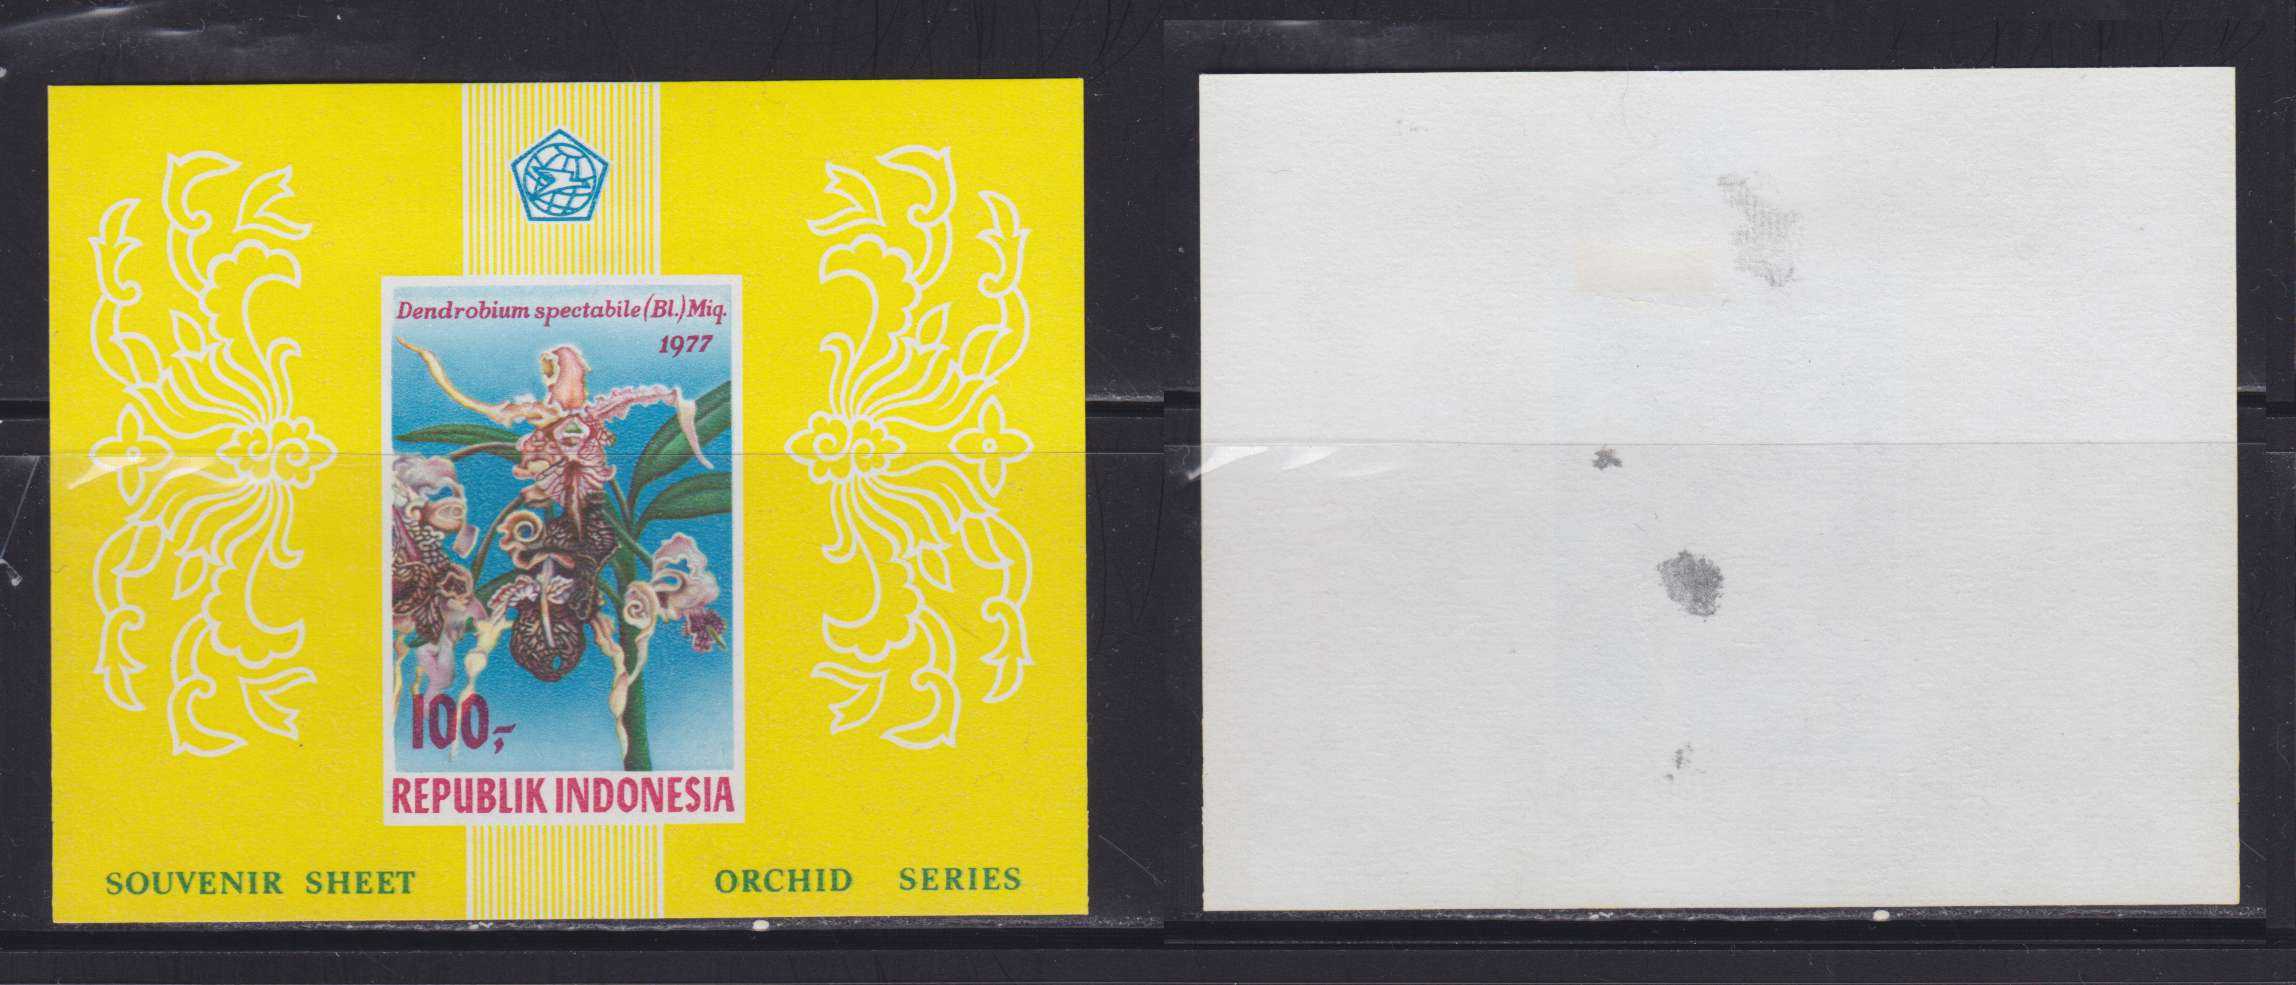 Dendrobium spectabile (Bl.) Miq.
1977
100,-
REPUBLIK INDONESIA
SOUVENIR SHEET ORCHID SERIES